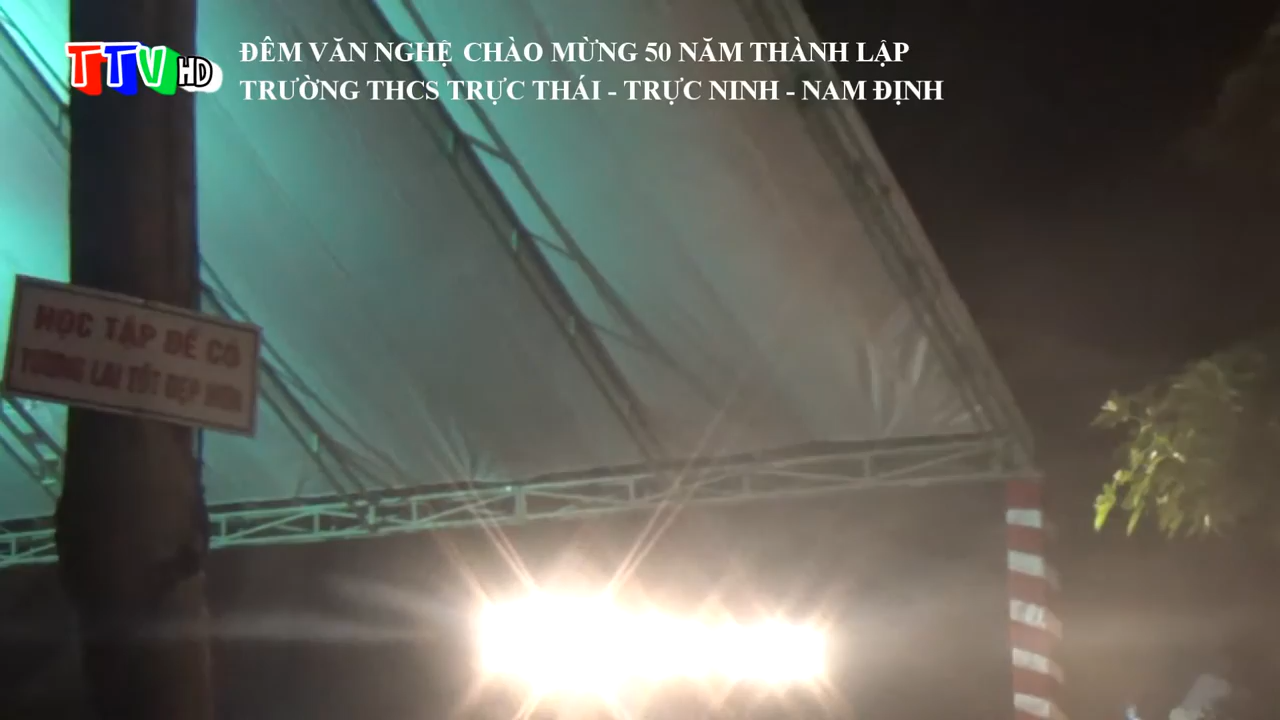 TTV HD
ĐÊM VĂN NGHỆ CHÀO MỪNG 50 NĂM THÀNH LẬP
TRƯỜNG THCS TRỰC THÁI - TRỰC NINH - NAM ĐỊNH
HỌC TẬP ĐỂ CÓ
TƯƠNG LAI TỐT ĐẸP HƠN